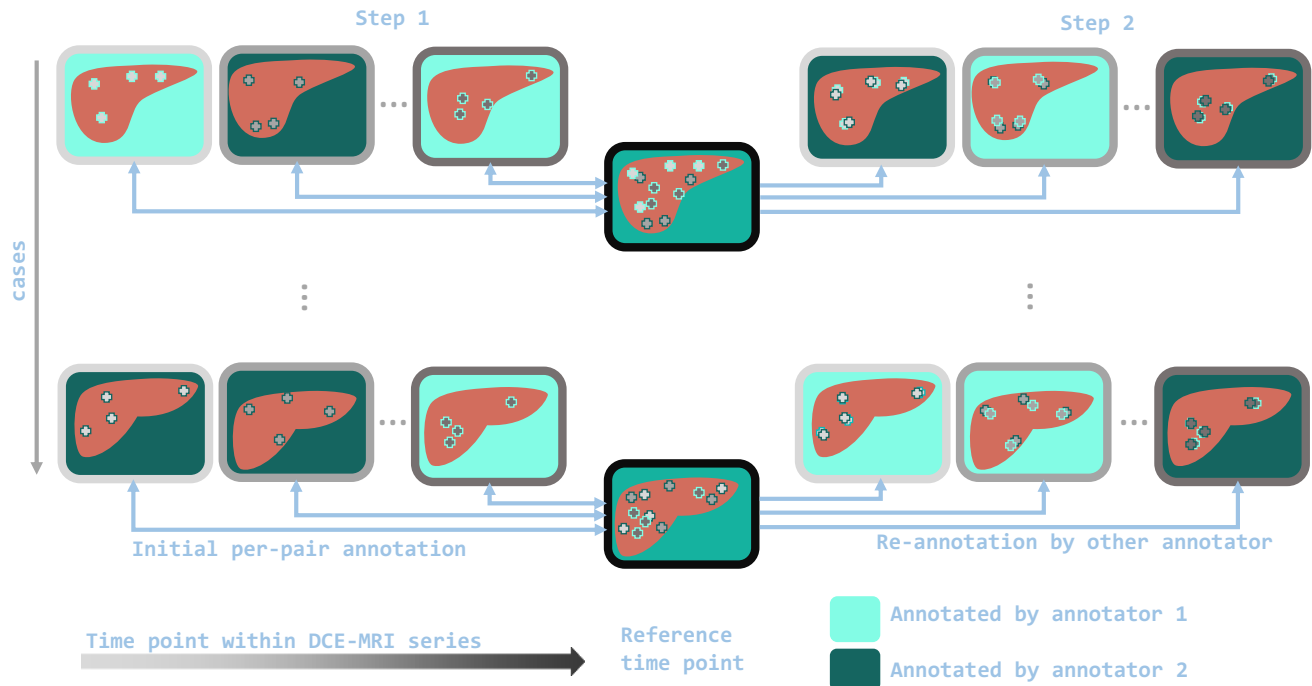 Step 1
Step 2
cases
Initial per-pair annotation
Re-annotation by other annotator
Time point within DCE-MRI series
Reference
time point
Annotated by annotator 1
Annotated by annotator 2